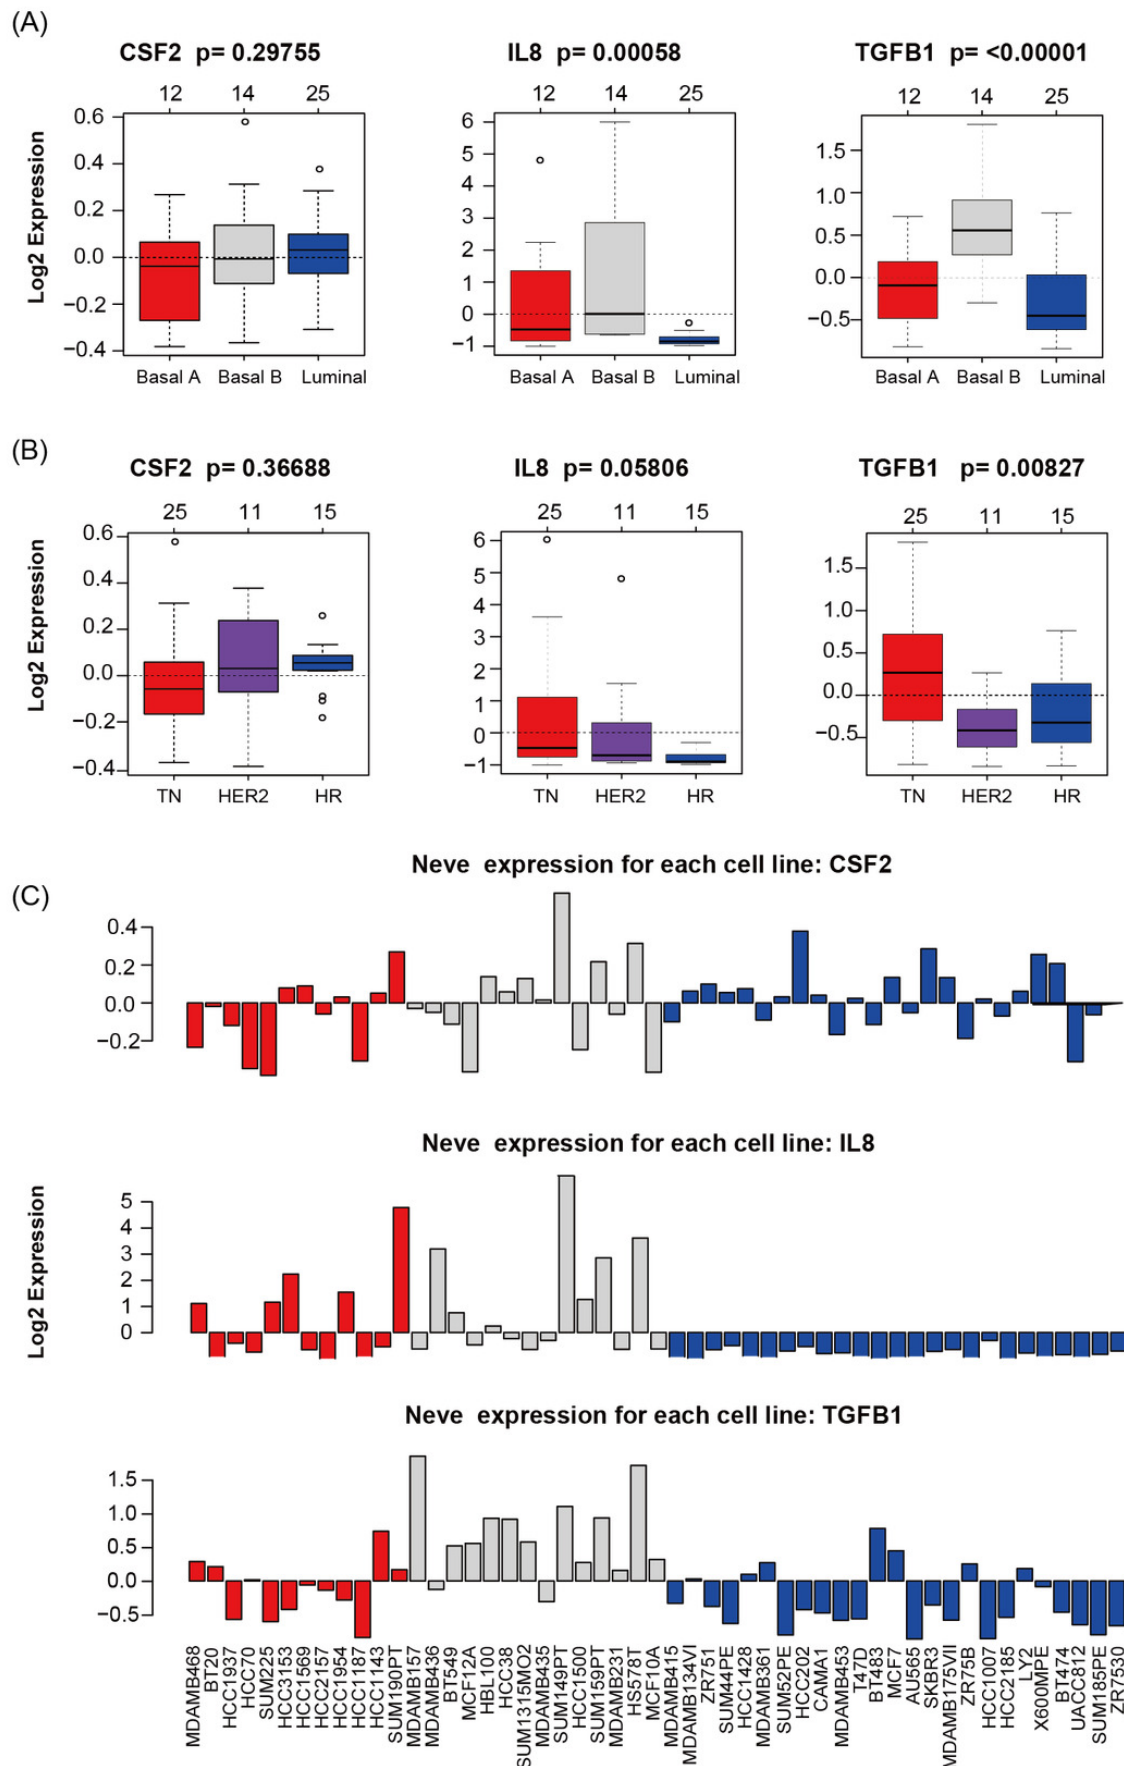 (A)
CSF2 p= 0.29755
IL8 p= 0.00058
TGFB1 p= <0.00001
12 14 25
12 14 25
12 14 25
Log2 Expression
0.6
0.4
0.2
0.0
−0.2
−0.4
6
5
4
3
2
1
0
−1
1.5
1.0
0.5
0.0
−0.5
Basal A Basal B Luminal
Basal A Basal B Luminal
Basal A Basal B Luminal
(B)
CSF2 p= 0.36688
IL8 p= 0.05806
TGFB1 p= 0.00827
25 11 15
25 11 15
25 11 15
Log2 Expression
0.6
0.4
0.2
0.0
−0.2
−0.4
6
5
4
3
2
1
0
−1
1.5
1.0
0.5
0.0
−0.5
TN HER2 HR
TN HER2 HR
TN HER2 HR
(C)
Neve expression for each cell line: CSF2
0.4
0.2
0.0
−0.2
Neve expression for each cell line: IL8
Log2 Expression
5
4
3
2
1
0
Neve expression for each cell line: TGFB1
1.5
1.0
0.5
0.0
−0.5
MDAMB468
BT20
HCC1937
HCC70
SUM225
HCC3153
HCC1569
HCC2157
HCC1954
HCC1187
HCC1143
SUM190PT
MDAMB157
MDAMB436
BT549
MCF12A
HBL100
HCC38
SUM1315MO2
MDAMB435
SUM149PT
HCC1500
SUM159PT
MDAMB231
HS578T
MCF10A
MDAMB415
MDAMB134VI
ZR751
SUM44PE
HCC1428
MDAMB361
SUM52PE
HCC202
CAMA1
MDAMB453
T47D
BT483
MCF7
AU565
SKBR3
MDAMB175VII
ZR75B
HCC1007
HCC2185
LY2
X600MPE
BT474
UACC812
SUM185PE
ZR7530